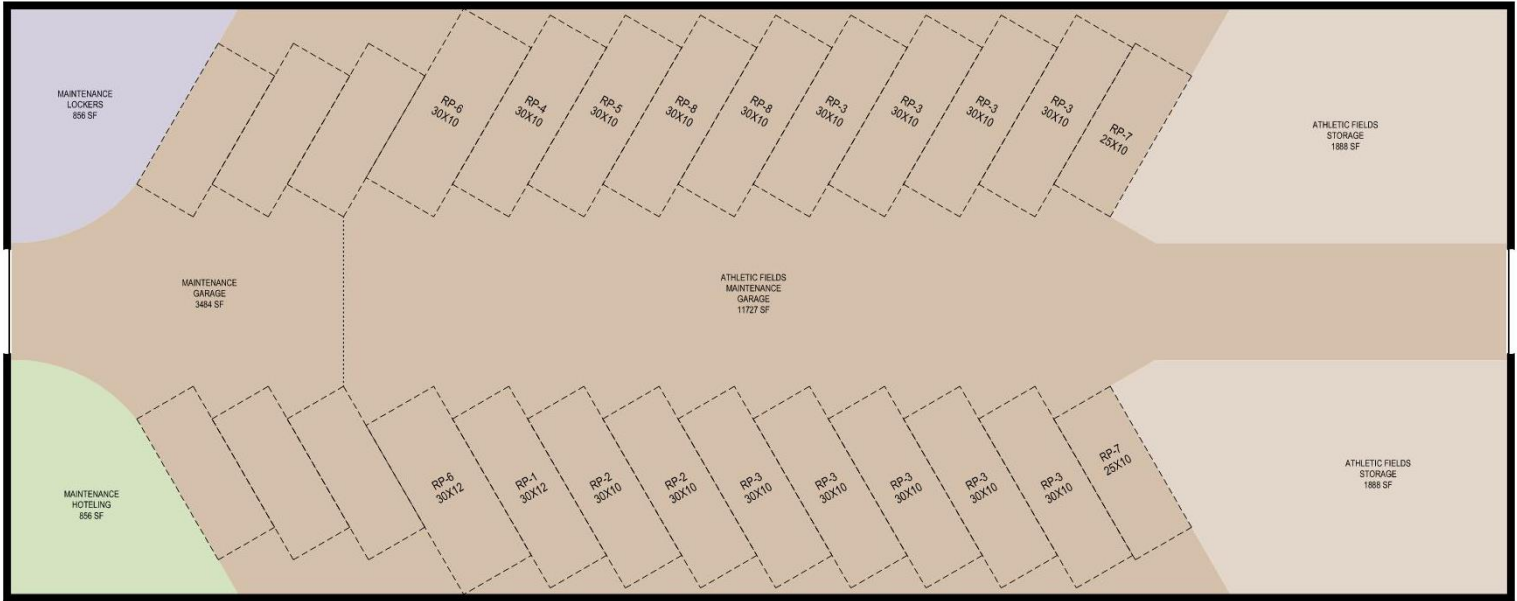 MAINTENANCE
LOCKERS
856 SF
RP-6
30X10
RP-4
30X10
RP-5
30X10
RP-8
30X10
RP-8
30X10
RP-3
30X10
RP-3
30X10
RP-3
30X10
RP-3
30X10
RP-7
25X10
ATHLETIC FIELDS
STORAGE
1888 SF
MAINTENANCE
GARAGE
3484 SF
ATHLETIC FIELDS
MAINTENANCE
GARAGE
11727 SF
MAINTENANCE
HOTELING
856 SF
RP-6
30X12
RP-1
30X12
RP-2
30X10
RP-2
30X10
RP-3
30X10
RP-3
30X10
RP-3
30X10
RP-3
30X10
RP-3
30X10
RP-7
25X10
ATHLETIC FIELDS
STORAGE
1888 SF